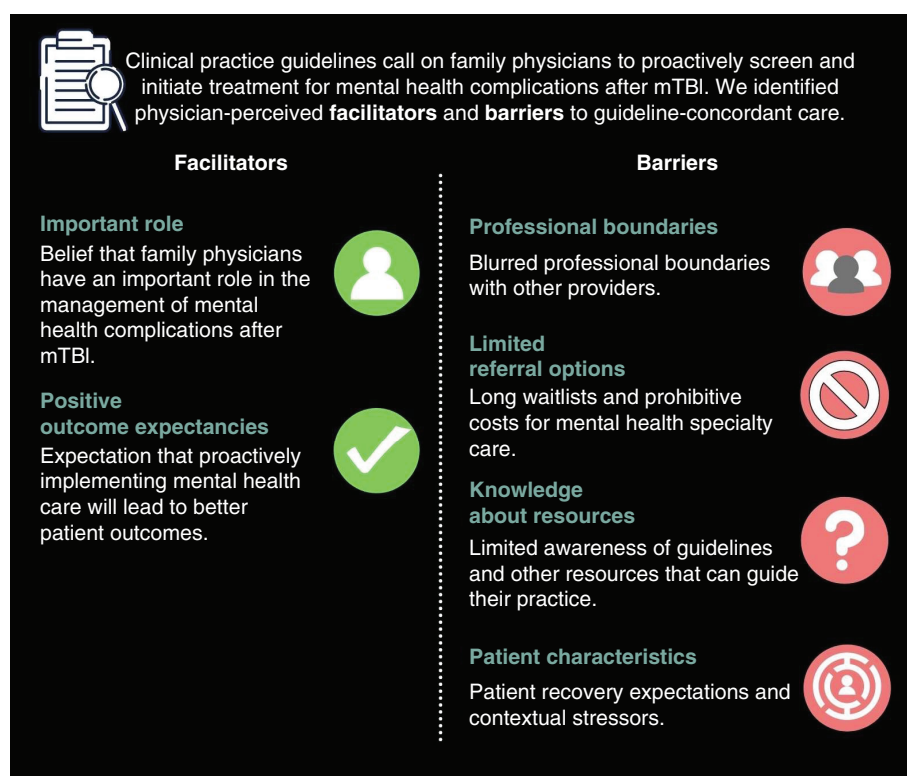 Clinical practice guidelines call on family physicians to proactively screen and
initiate treatment for mental health complications after mTBI. We identified
physician-perceived facilitators and barriers to guideline-concordant care.
Facilitators
Important role
Belief that family physicians
have an important role in the
management of mental
health complications after
mTBI.
Positive
outcome expectancies
Expectation that proactively
implementing mental health
care will lead to better
patient outcomes.
Barriers
Professional boundaries
Blurred professional boundaries
with other providers.
Limited
referral options
Long waitlists and prohibitive
costs for mental health specialty
care.
Knowledge
about resources
Limited awareness of guidelines
and other resources that can guide
their practice.
Patient characteristics
Patient recovery expectations and
contextual stressors.